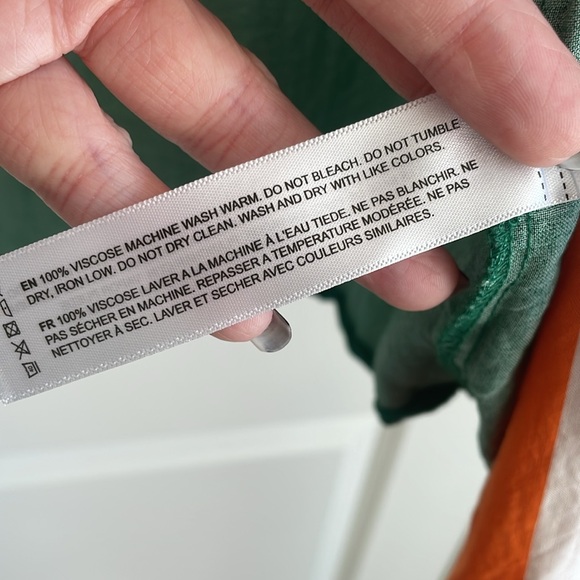 EN 100% VISCOSE MACHINE WASH WARM. DO NOT BLEACH. DO NOT TUMBLE
DRY, IRON LOW. DO NOT DRY CLEAN. WASH AND DRY WITH LIKE COLORS.
FR 100% VISCOSE LAVER A LA MACHINE À L'EAU TIEDE. NE PAS BLANCHIR. NE
PAS SÉCHER EN MACHINE. REPASSER A TEMPERATURE MODÉRÉE. NE PAS
NETTOYER À SEC. LAVER ET SECHER AVEC COULEURS SIMILAIRES.